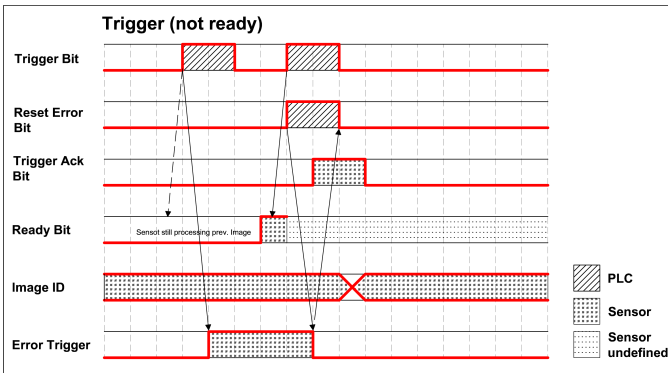 Trigger (not ready)
Trigger Bit
Reset Error
Bit
Trigger Ack
Bit
Ready Bit
Sensot still processing prev. Image
Image ID
Error Trigger
PLC
Sensor
Sensor
undefined